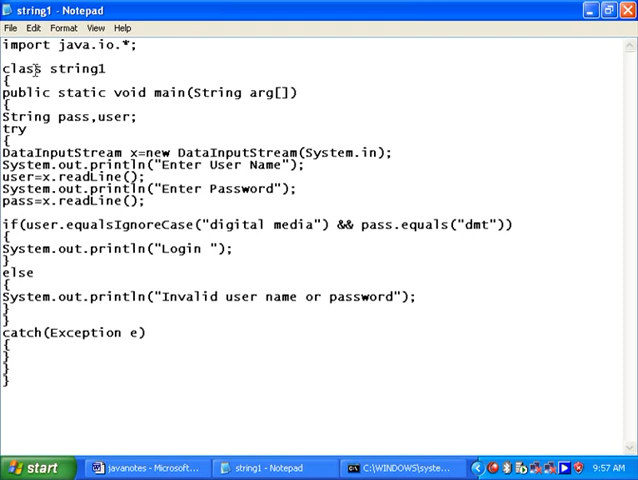 string1 - Notepad
File Edit Format View Help
import java.io.*;
class string1
{
public static void main(String arg[])
{
String pass,user;
try
{
DataInputStream x=new DataInputStream(System.in);
System.out.println("Enter User Name");
user=x.readLine();
System.out.println("Enter Password");
pass=x.readLine();
if(user.equalsIgnoreCase("digital media") && pass.equals("dmt"))
{
System.out.println("Login ");
}
else
{
System.out.println("Invalid user name or password");
}
}
catch(Exception e)
{
}
}
}
start javanotes - Microsoft... string1 - Notepad C:\WINDOWS\syste... 9:57 AM